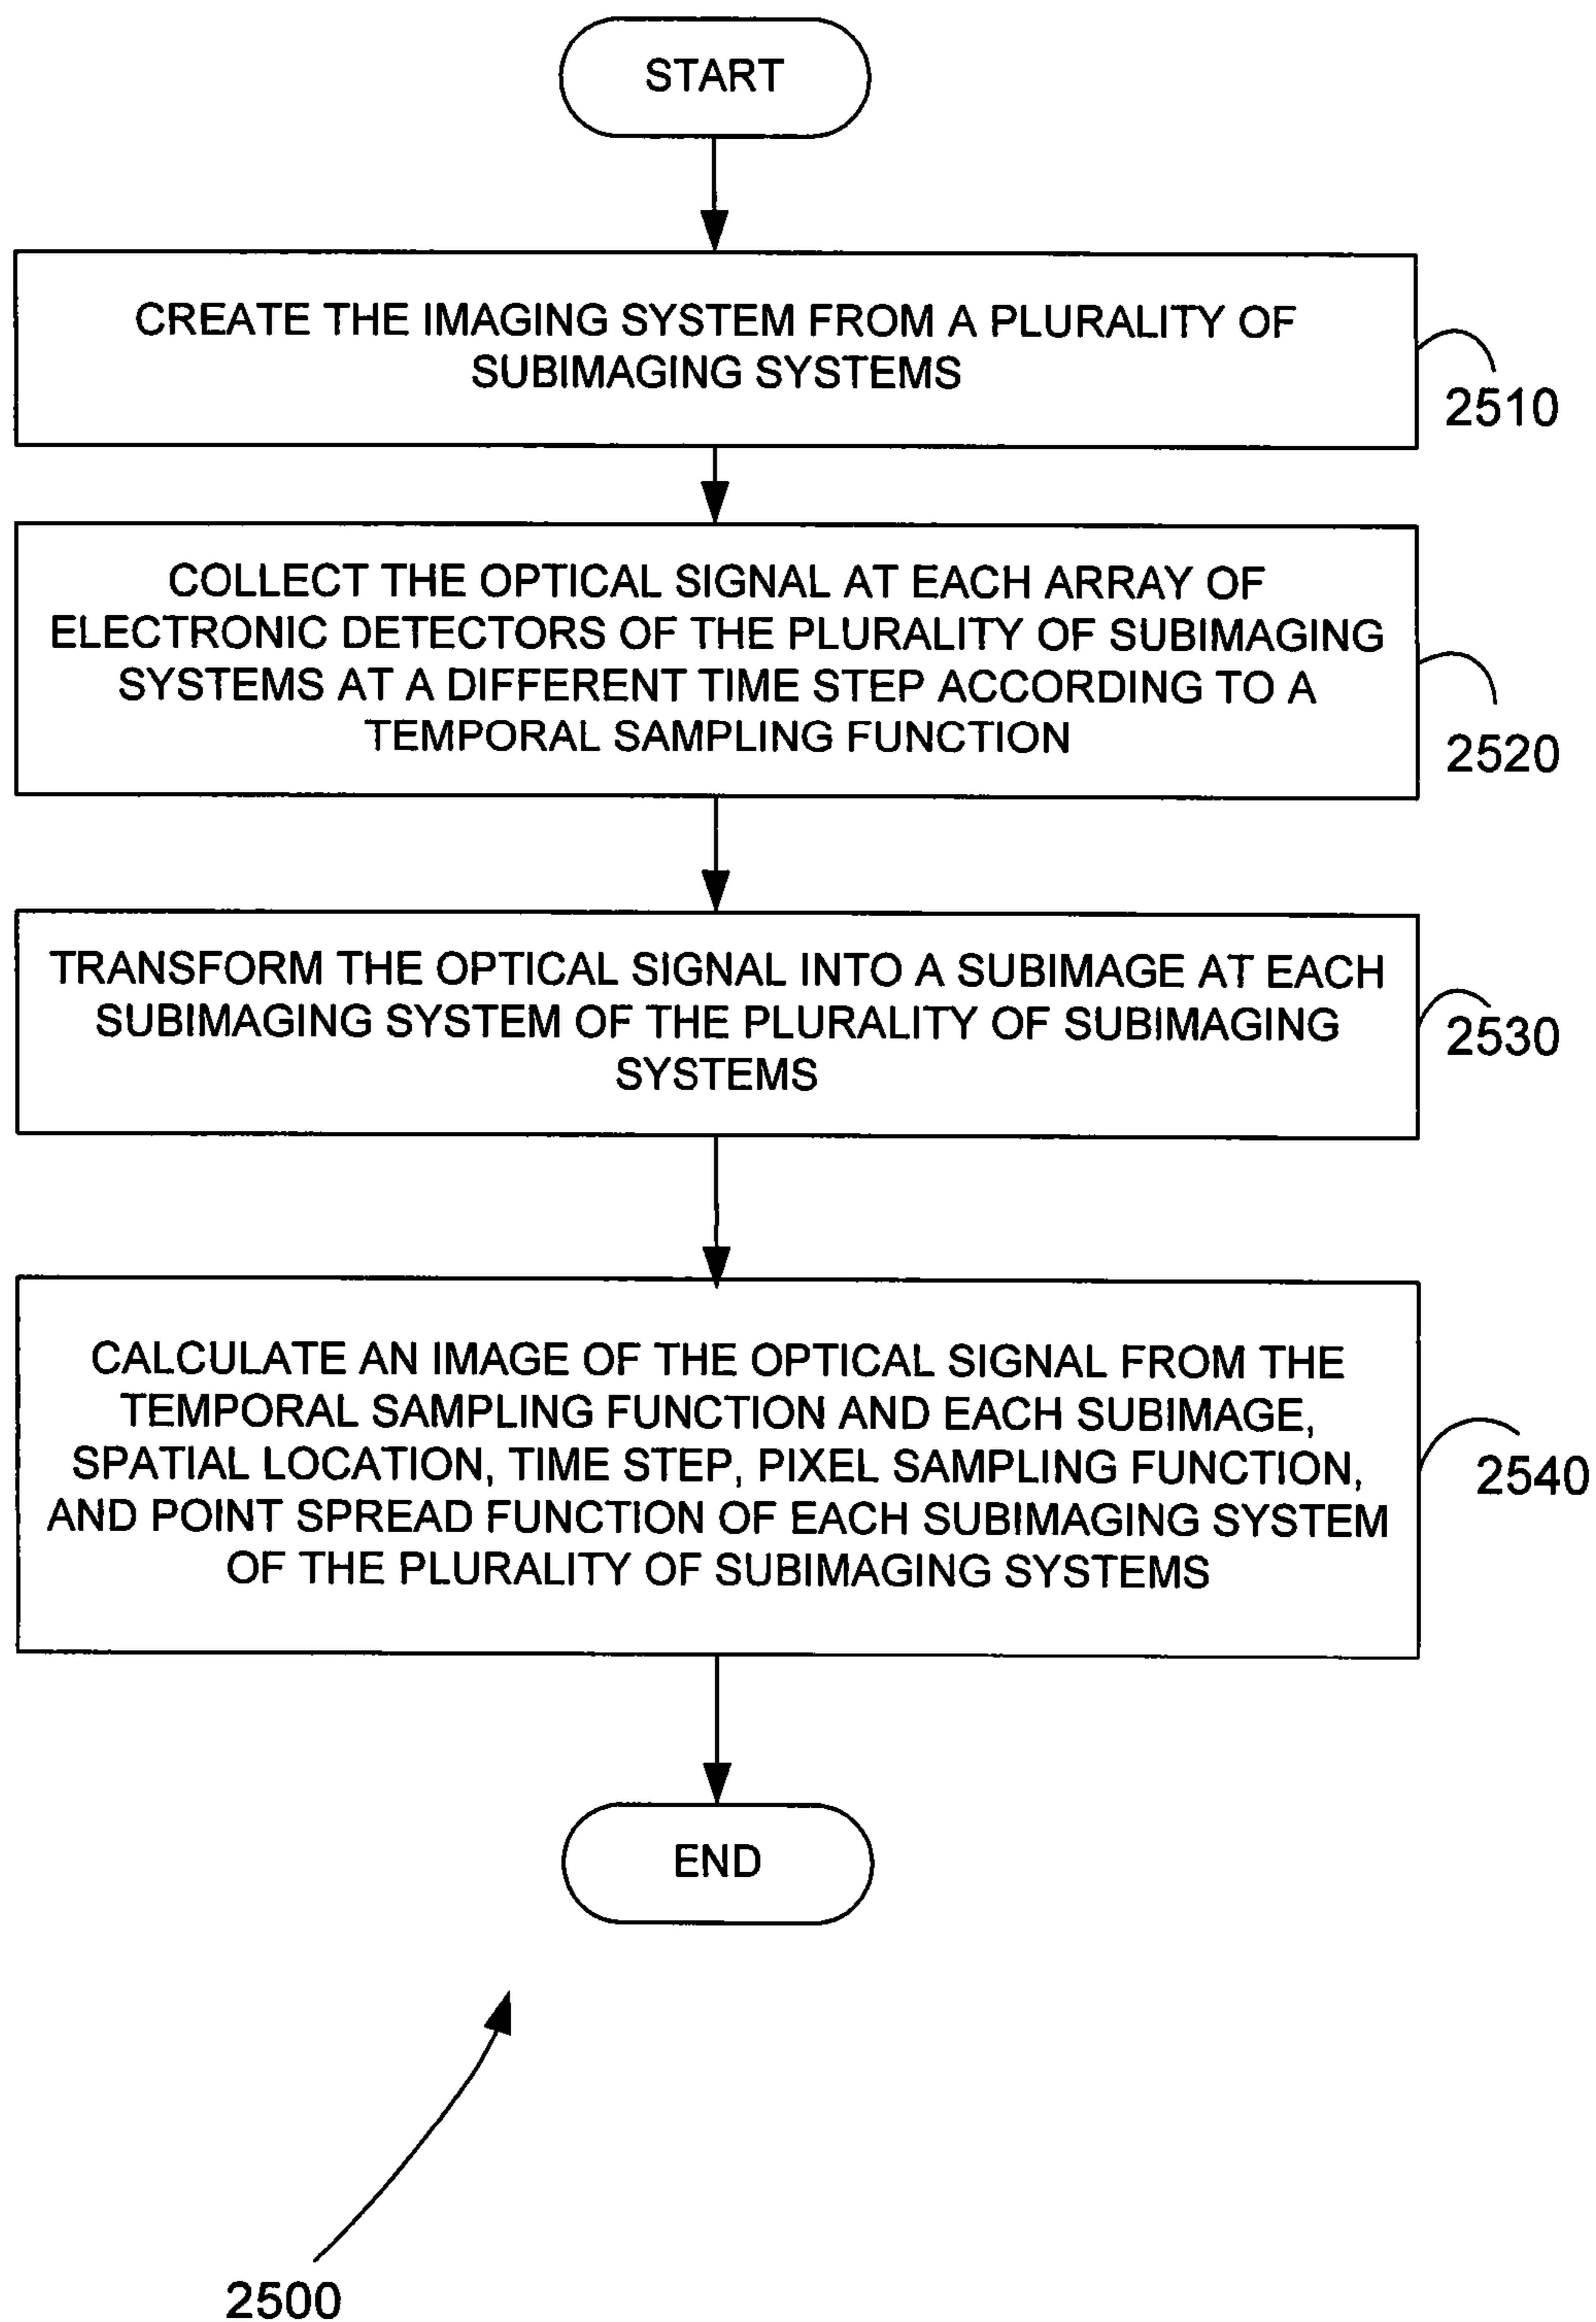 START
CREATE THE IMAGING SYSTEM FROM A PLURALITY OF
SUBIMAGING SYSTEMS
2510
COLLECT THE OPTICAL SIGNAL AT EACH ARRAY OF
ELECTRONIC DETECTORS OF THE PLURALITY OF SUBIMAGING
SYSTEMS AT A DIFFERENT TIME STEP ACCORDING TO A
TEMPORAL SAMPLING FUNCTION
2520
TRANSFORM THE OPTICAL SIGNAL INTO A SUBIMAGE AT EACH
SUBIMAGING SYSTEM OF THE PLURALITY OF SUBIMAGING
SYSTEMS
2530
CALCULATE AN IMAGE OF THE OPTICAL SIGNAL FROM THE
TEMPORAL SAMPLING FUNCTION AND EACH SUBIMAGE,
SPATIAL LOCATION, TIME STEP, PIXEL SAMPLING FUNCTION,
AND POINT SPREAD FUNCTION OF EACH SUBIMAGING SYSTEM
OF THE PLURALITY OF SUBIMAGING SYSTEMS
2540
END
2500